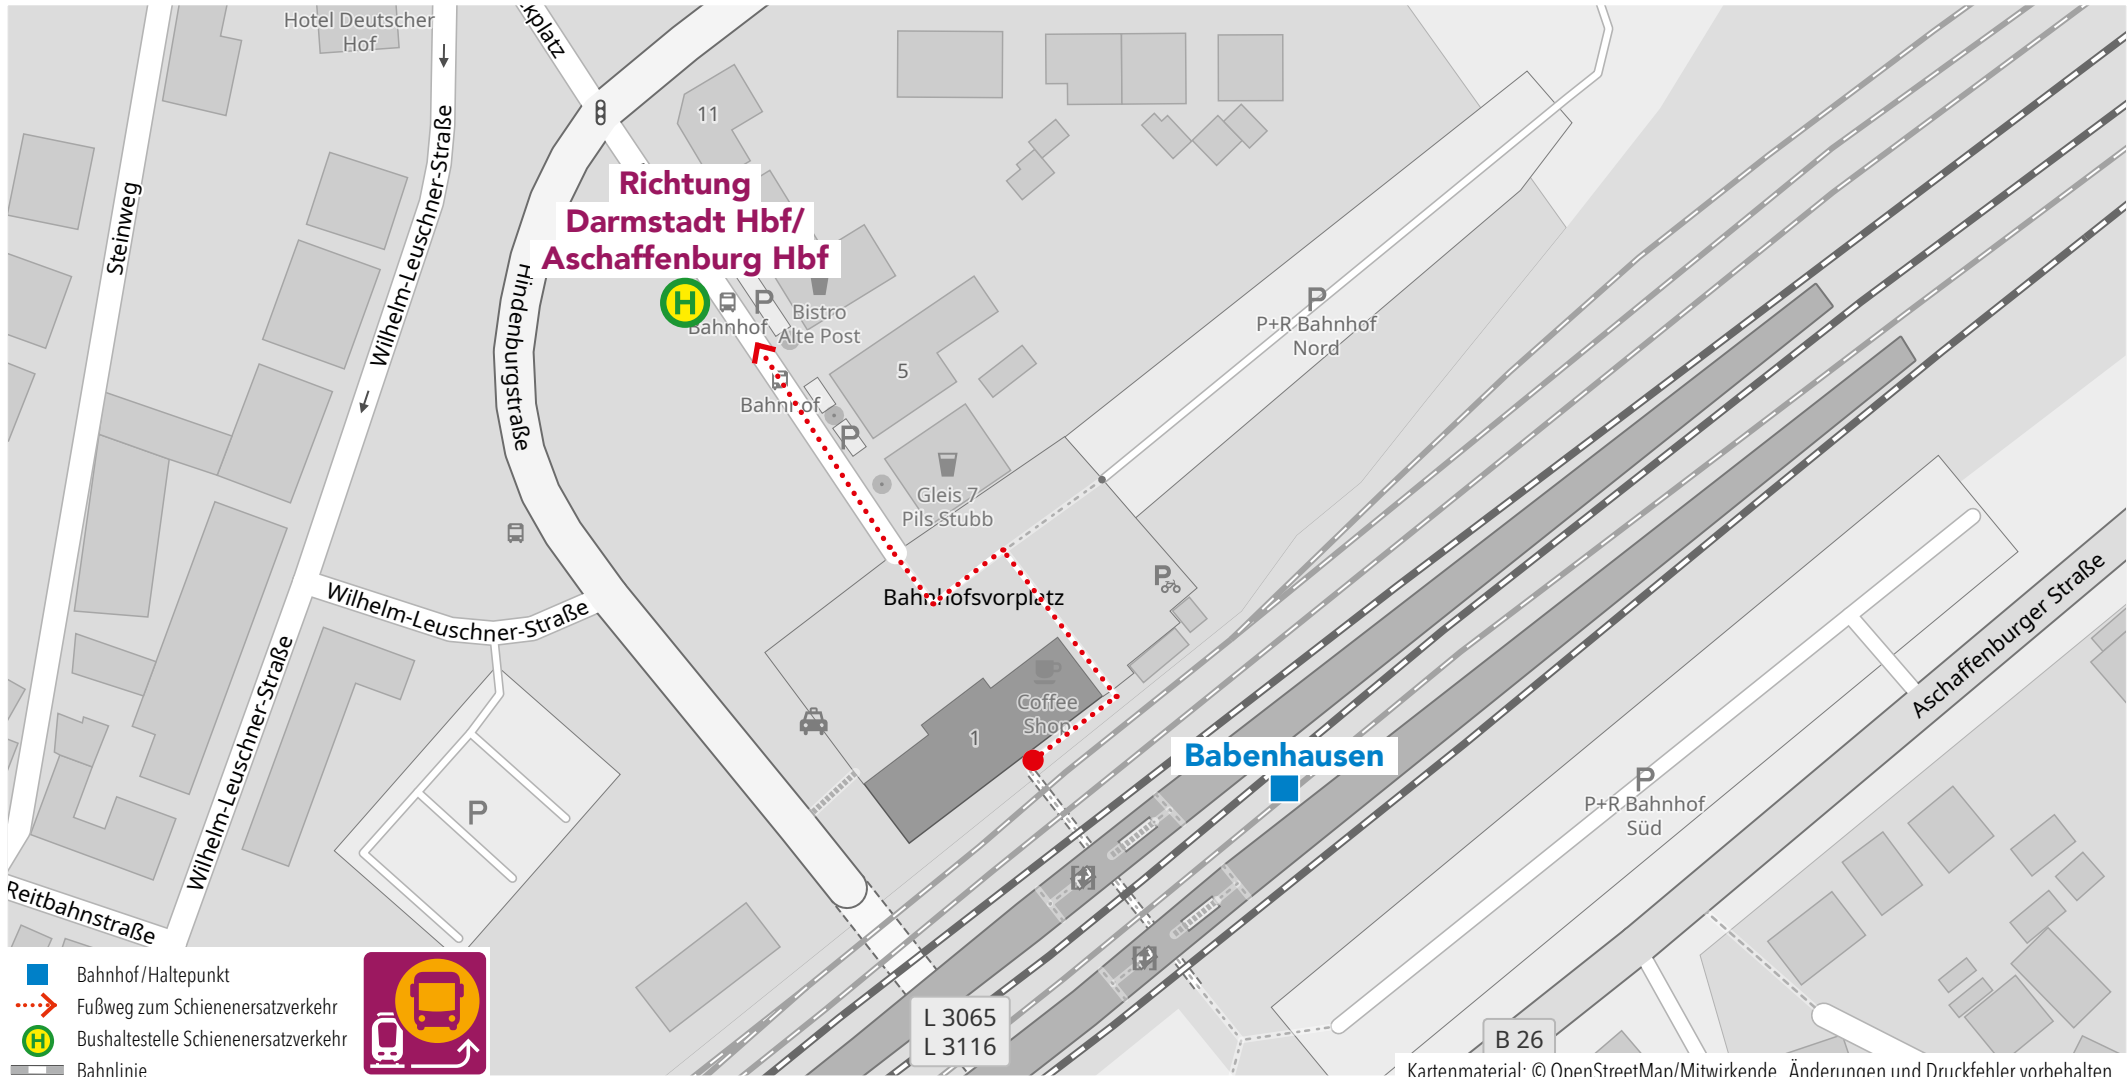 Hotel Deutscher
Hof
kplatz
11
Steinweg
Wilhelm-Leuschner-Straße
Richtung
Darmstadt Hbf/
Aschaffenburg Hbf
H
P
Bahnhof
Bistro
Alte Post
Hindenburgstraße
P
P+R Bahnhof
Nord
5
Bahnhof
P
Gleis 7
Pils Stubb
P
Bahnhofsvorplatz
Wilhelm-Leuschner-Straße
Wilhelm-Leuschner-Straße
Aschaffenburger Straße
Coffee
Shop
1
Babenhausen
P
P
P+R Bahnhof
Süd
Reitbahnstraße
L 3065
L 3116
B 26
Bahnhof/Haltepunkt
Fußweg zum Schienenersatzverkehr
H
Bushaltestelle Schienenersatzverkehr
Bahnlinie
Kartenmaterial: © OpenStreetMap/Mitwirkende Änderungen und Druckfehler vorbehalten